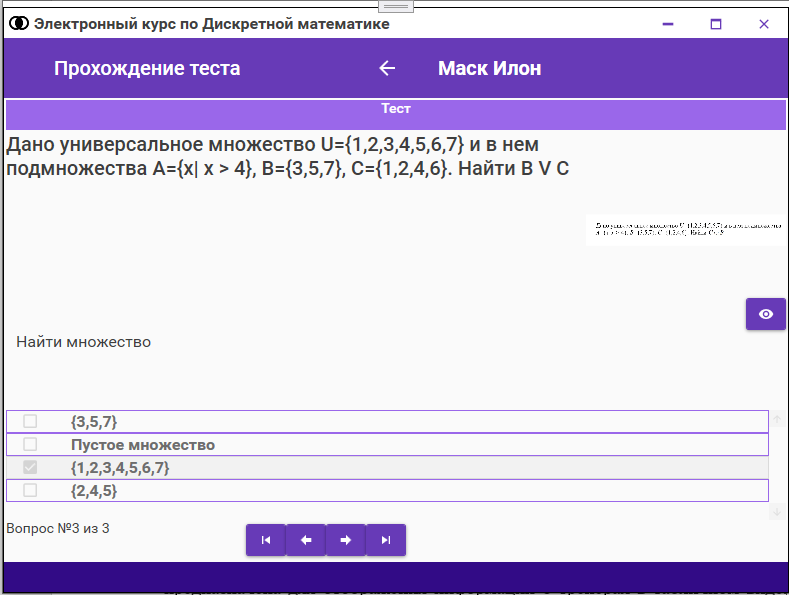 Электронный курс по Дискретной математике
Прохождение теста
Маск Илон
Тест
Дано универсальное множество U={1,2,3,4,5,6,7} и в нем
подмножества A={x| x > 4}, B={3,5,7}, C={1,2,4,6}. Найти B V C
Найти множество
{3,5,7}
Пустое множество
{1,2,3,4,5,6,7}
{2,4,5}
Вопрос №3 из 3